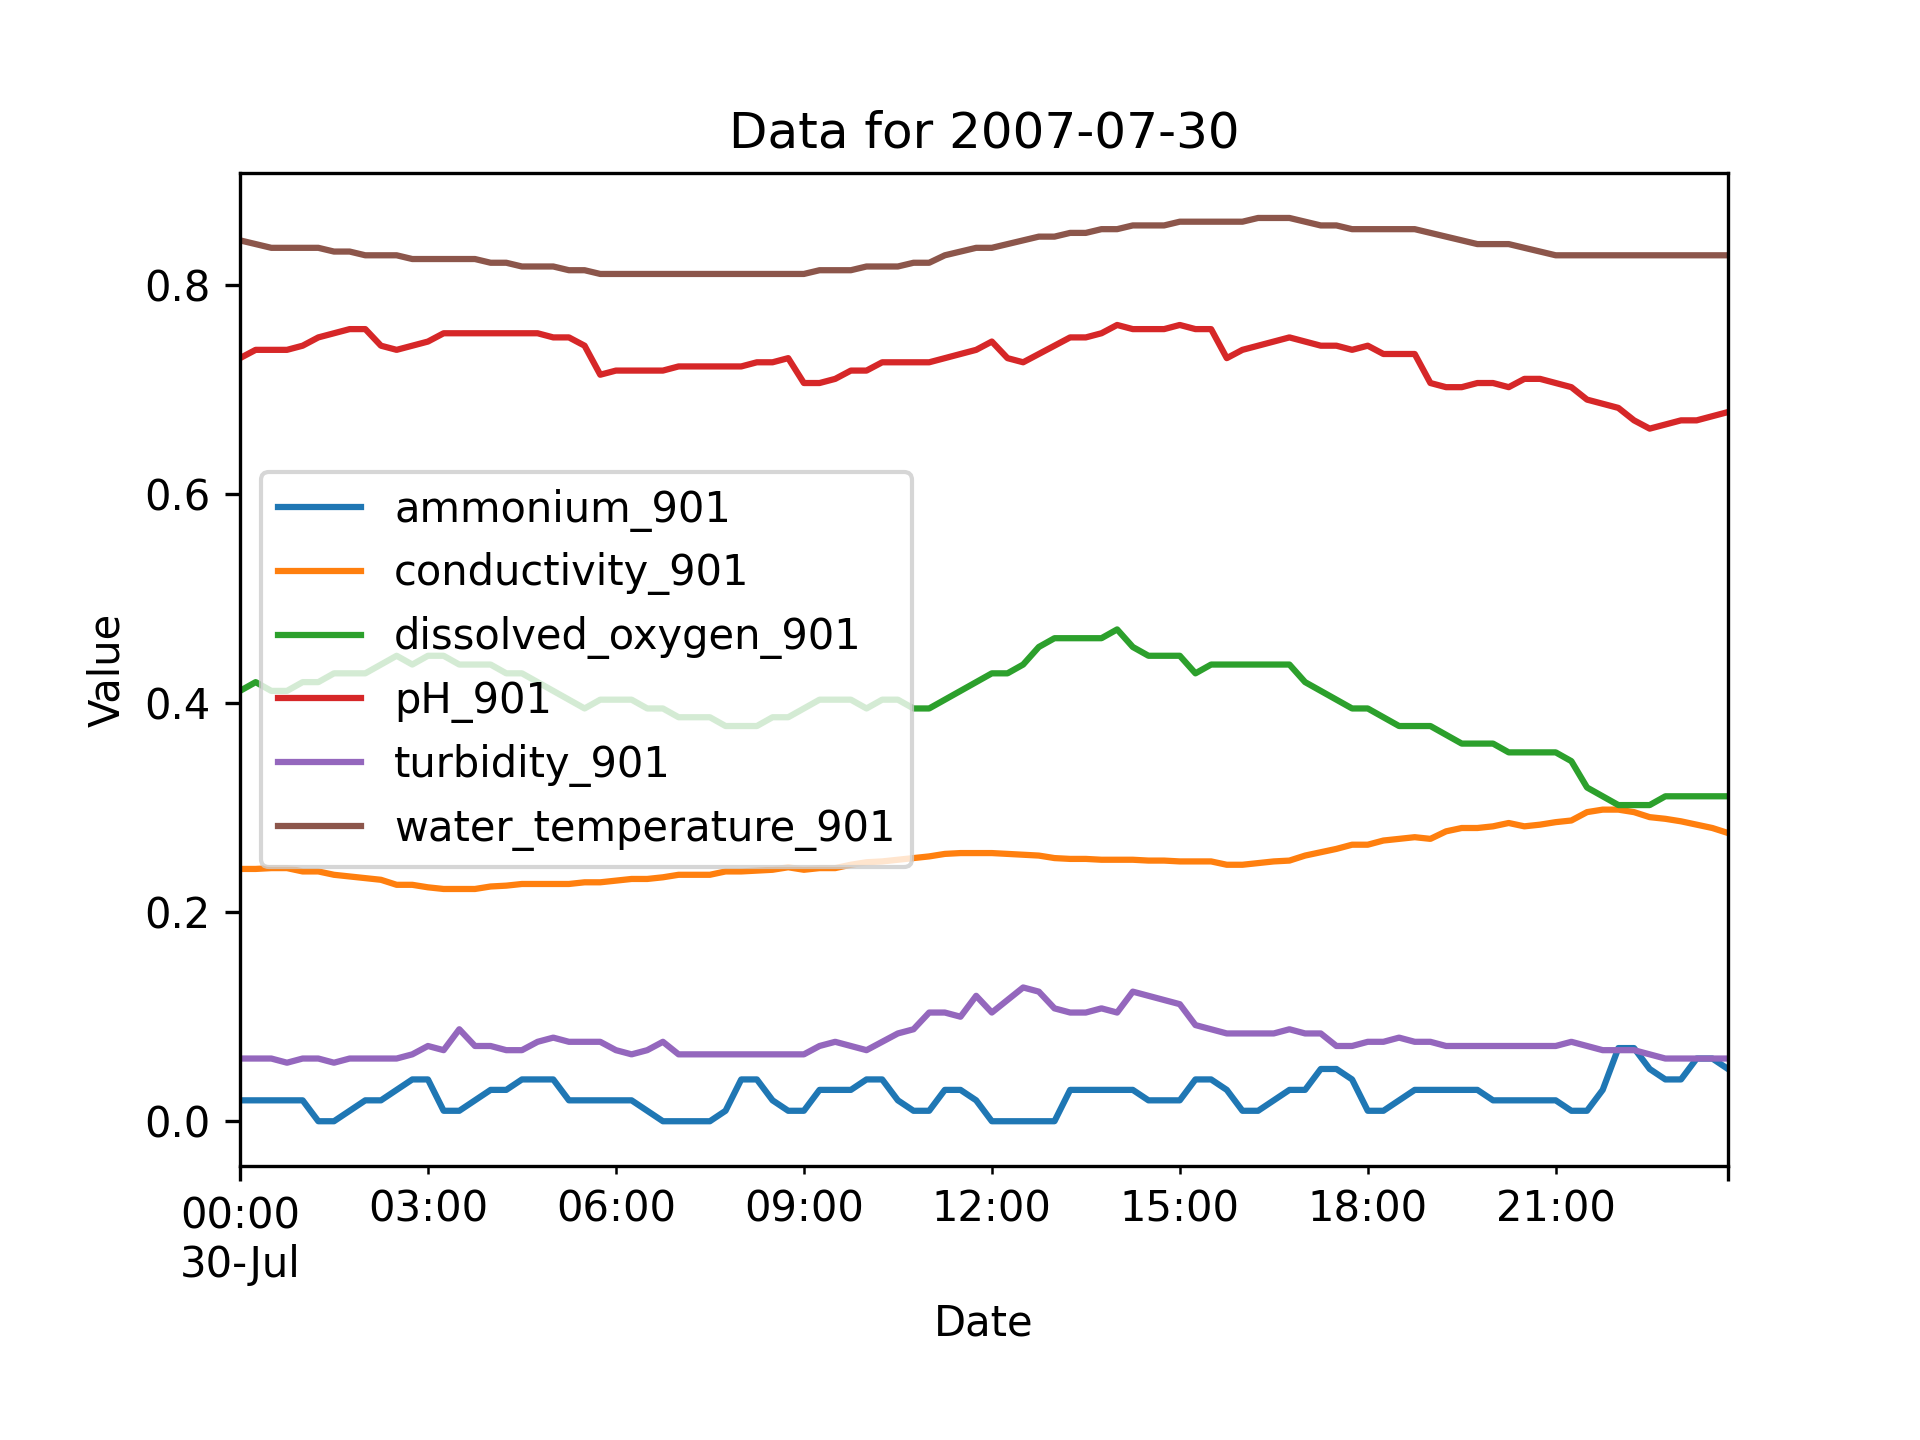 Data for 2007-07-30
Value
0.8
0.6
0.4
0.2
0.0
ammonium_901
conductivity_901
dissolved_oxygen_901
pH_901
turbidity_901
water_temperature_901
00:00 03:00 06:00 09:00 12:00 15:00 18:00 21:00
30-Jul
Date